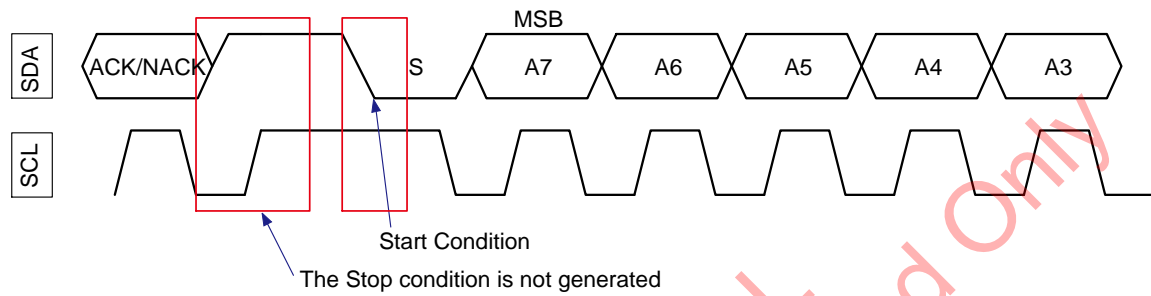 MSB
SDA
ACK/NACK
S
A7
A6
A5
A4
A3
SCL
Start Condition
The Stop condition is not generated
d Only